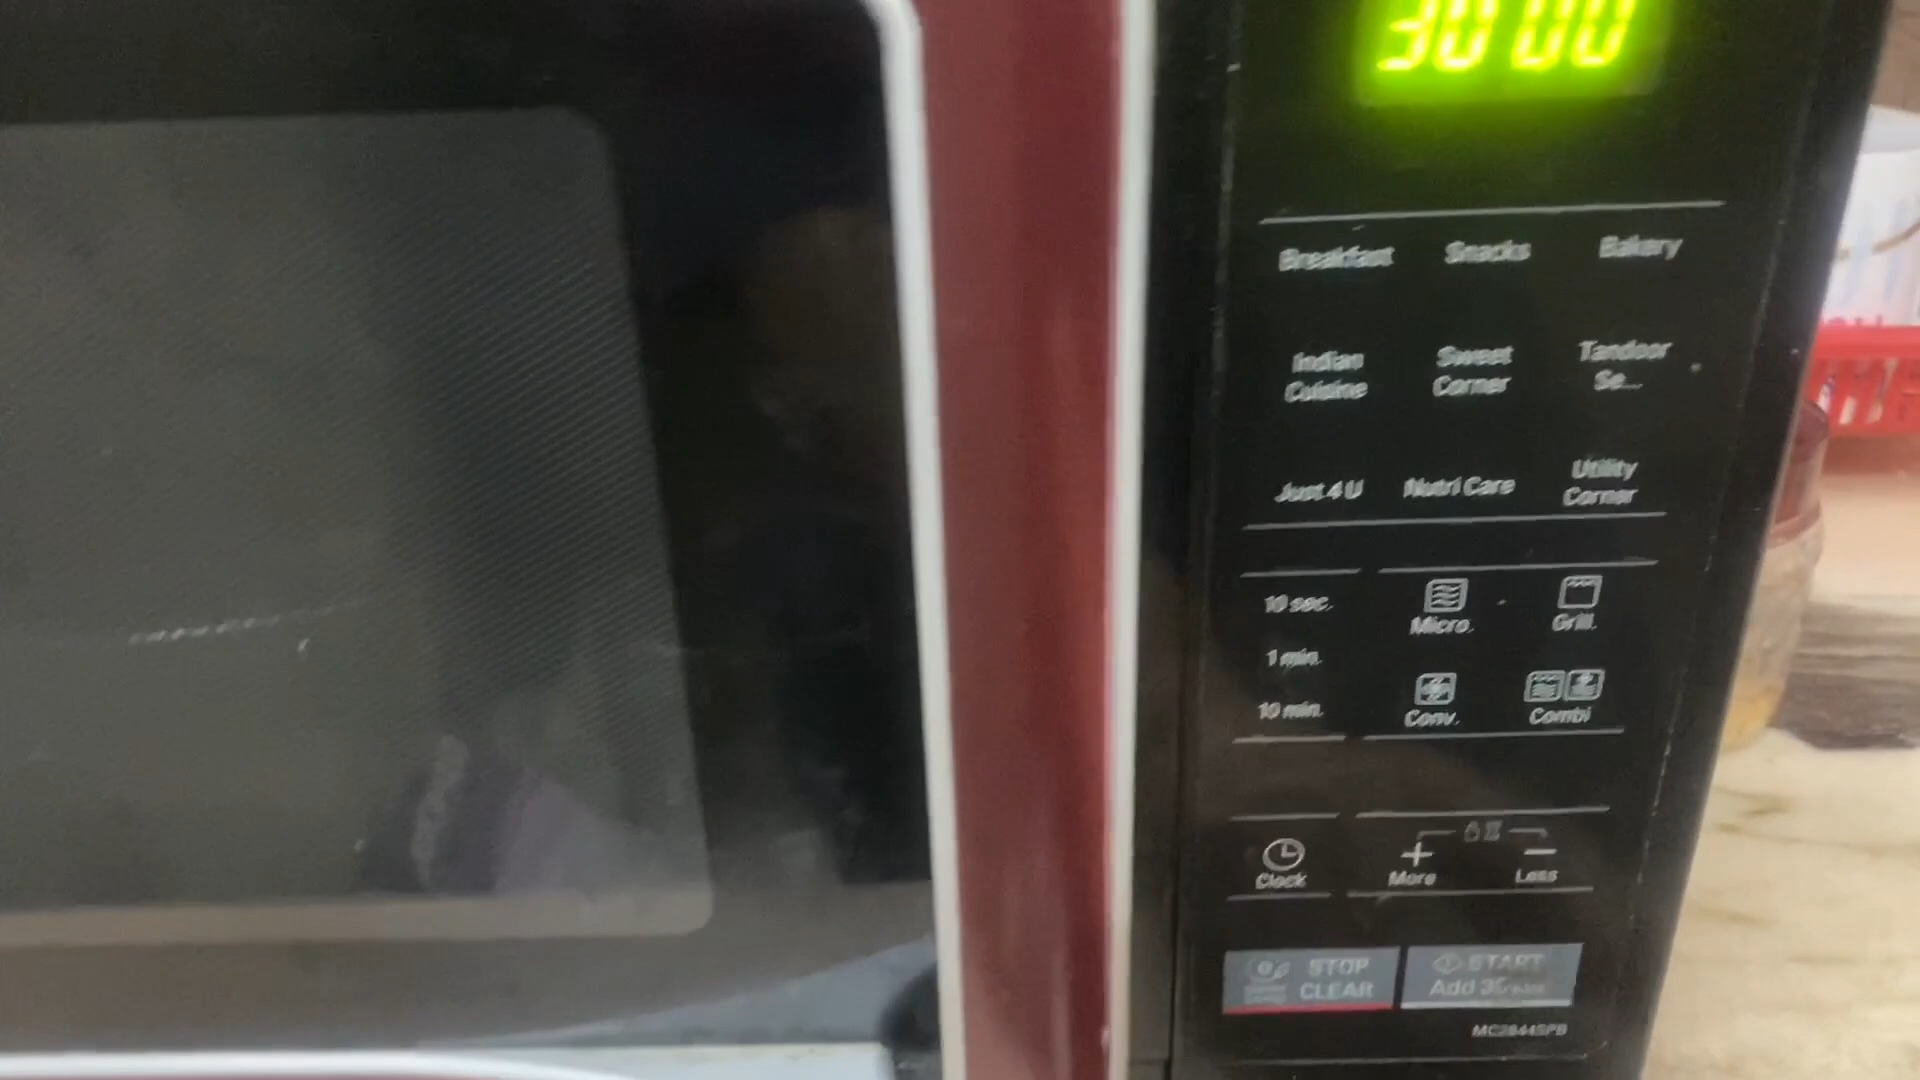 30 00
Breakfast Snacks Bakery
Indian Sweet Tandoor
Cuisine Corner Se...
Just 4 U Nutri Care Utility
Corner
10 sec. Micro. Grill.
1 min.
10 min. Conv. Combi
Clock + More - Less
STOP START
CLEAR Add